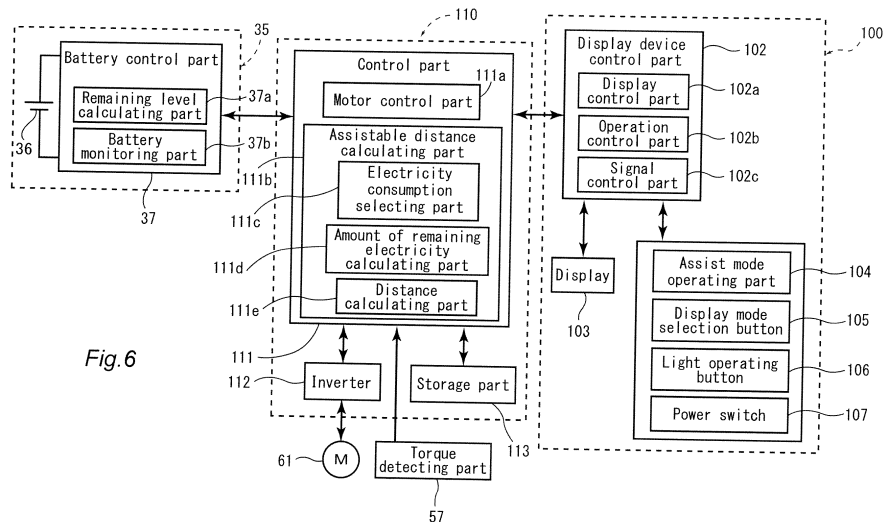 35
Battery control part
37a
Remaining level
calculating part
37b
Battery
monitoring part
36
37
110
Control part
111a
Motor control part
Assistable distance
calculating part
111b
Electricity
consumption
selecting part
111c
Amount of remaining
electricity
calculating part
111d
Distance
calculating part
111e
111
112
Inverter
Storage part
113
61
M
Torque
detecting part
57
100
Display device
control part
102
Display
control part
102a
Operation
control part
102b
Signal
control part
102c
Display
103
Assist mode
operating part
104
Display mode
selection button
105
Light operating
button
106
Power switch
107
Fig.6